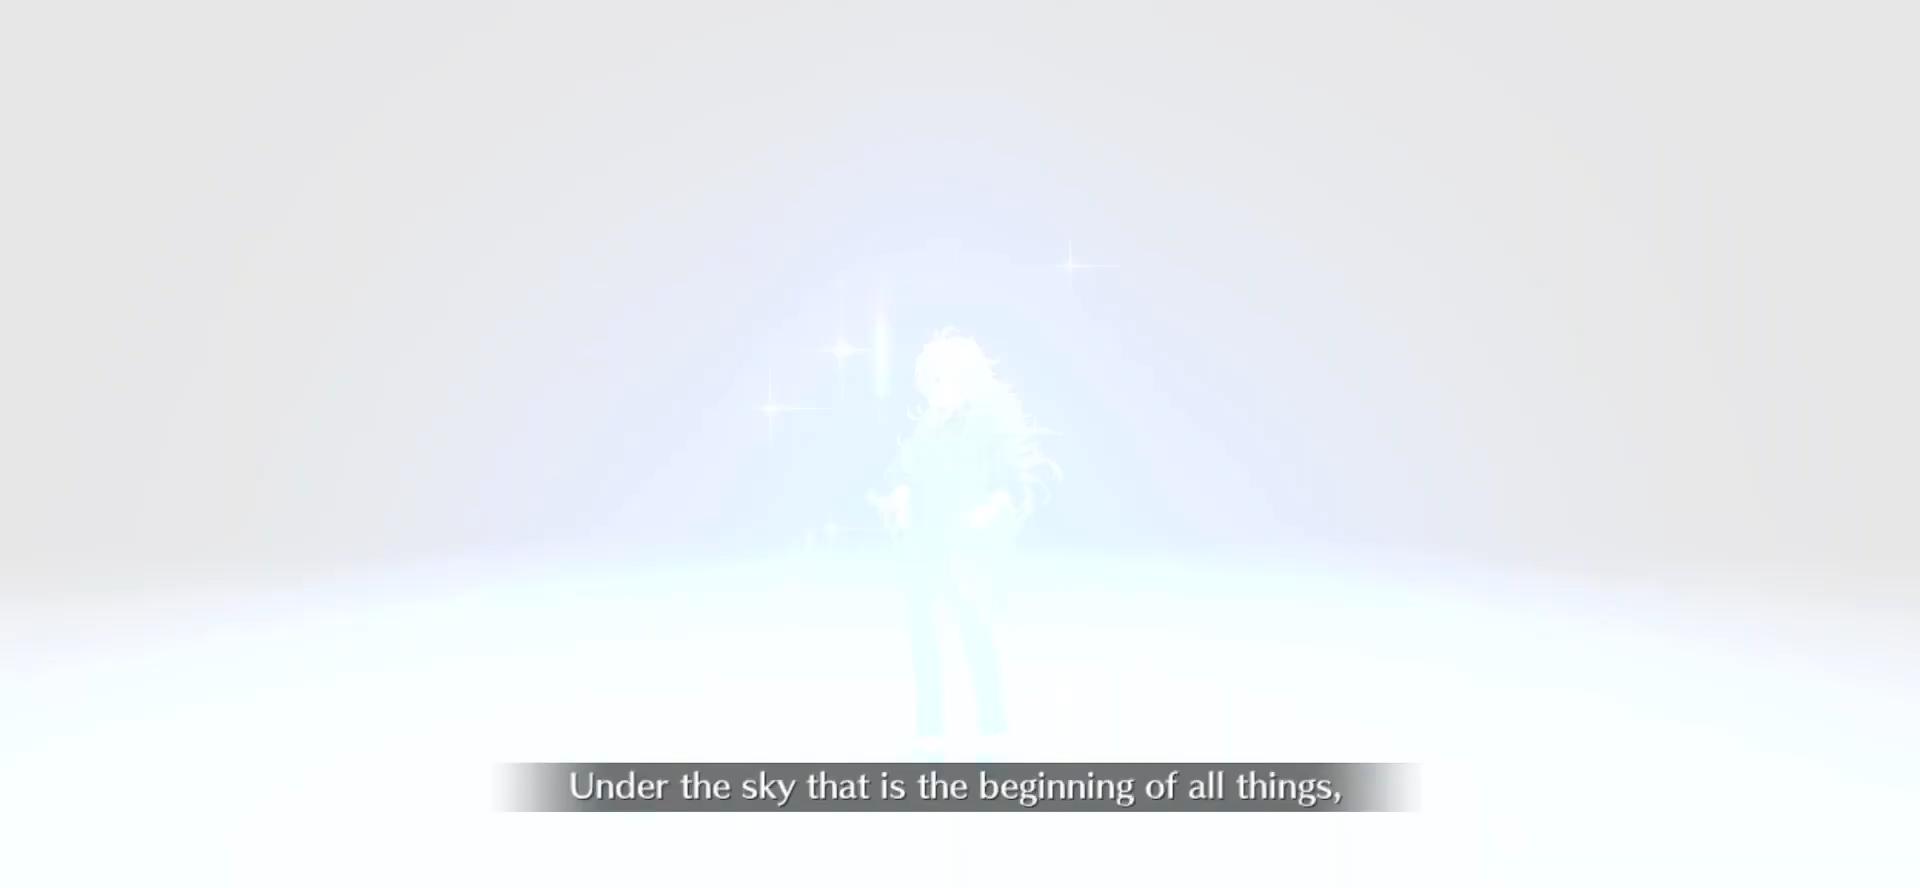 Under the sky that is the beginning of all things,